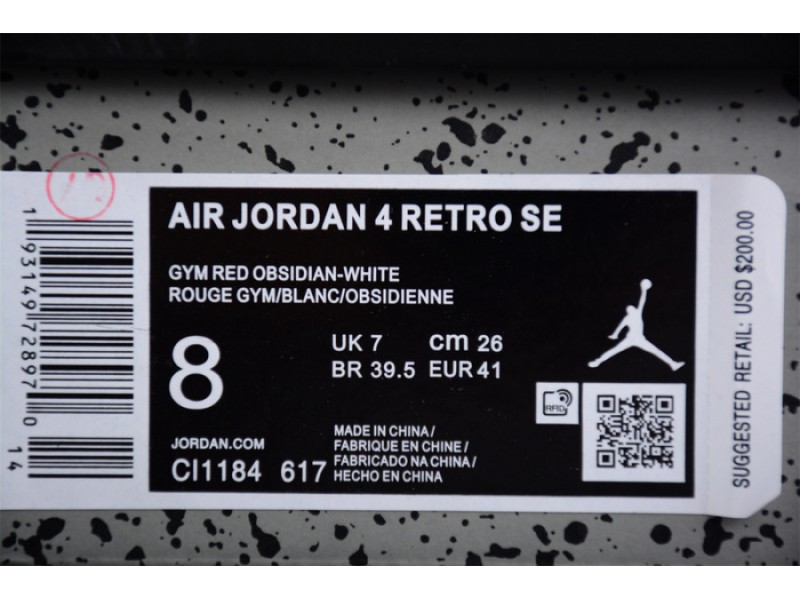 AIR JORDAN 4 RETRO SE
GYM RED OBSIDIAN-WHITE
ROUGE GYM/BLANC/OBSIDIENNE
8
UK 7 cm 26
BR 39.5 EUR 41
JORDAN.COM
CI1184 617
MADE IN CHINA /
FABRIQUE EN CHINE /
FABRICADO NA CHINA /
HECHO EN CHINA
RFID
SUGGESTED RETAIL: USD $200.00
1 93149 72897 0 14